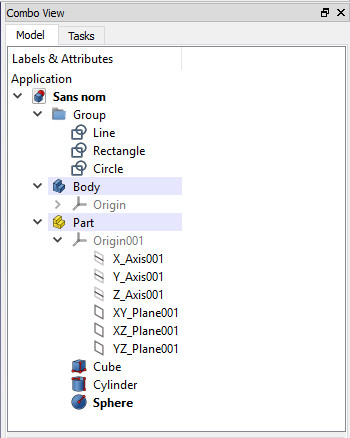 Combo View
Model Tasks
Labels & Attributes
Application
Sans nom
Group
Line
Rectangle
Circle
Body
Origin
Part
Origin001
X_Axis001
Y_Axis001
Z_Axis001
XY_Plane001
XZ_Plane001
YZ_Plane001
Cube
Cylinder
Sphere